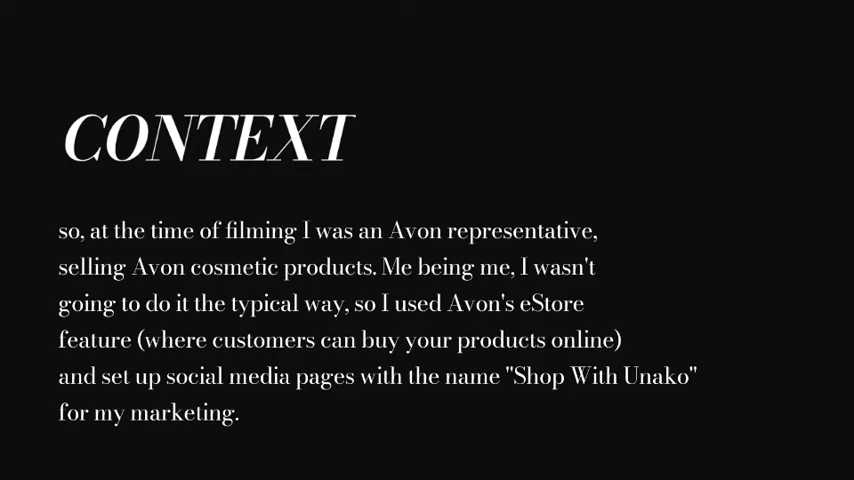 CONTEXT
so, at the time of filming I was an Avon representative,
selling Avon cosmetic products. Me being me, I wasn't
going to do it the typical way, so I used Avon's eStore
feature (where customers can buy your products online)
and set up social media pages with the name "Shop With Unako"
for my marketing.